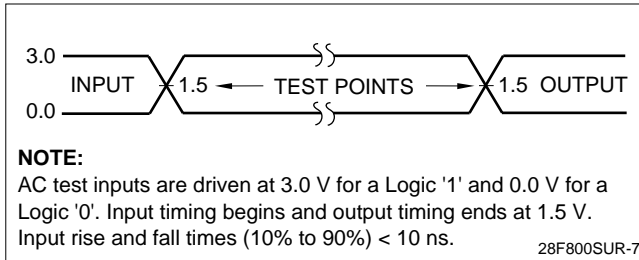 3.0
INPUT 1.5 TEST POINTS 1.5 OUTPUT
0.0
NOTE:
AC test inputs are driven at 3.0 V for a Logic '1' and 0.0 V for a
Logic '0'. Input timing begins and output timing ends at 1.5 V.
Input rise and fall times (10% to 90%) < 10 ns.
28F800SUR-7